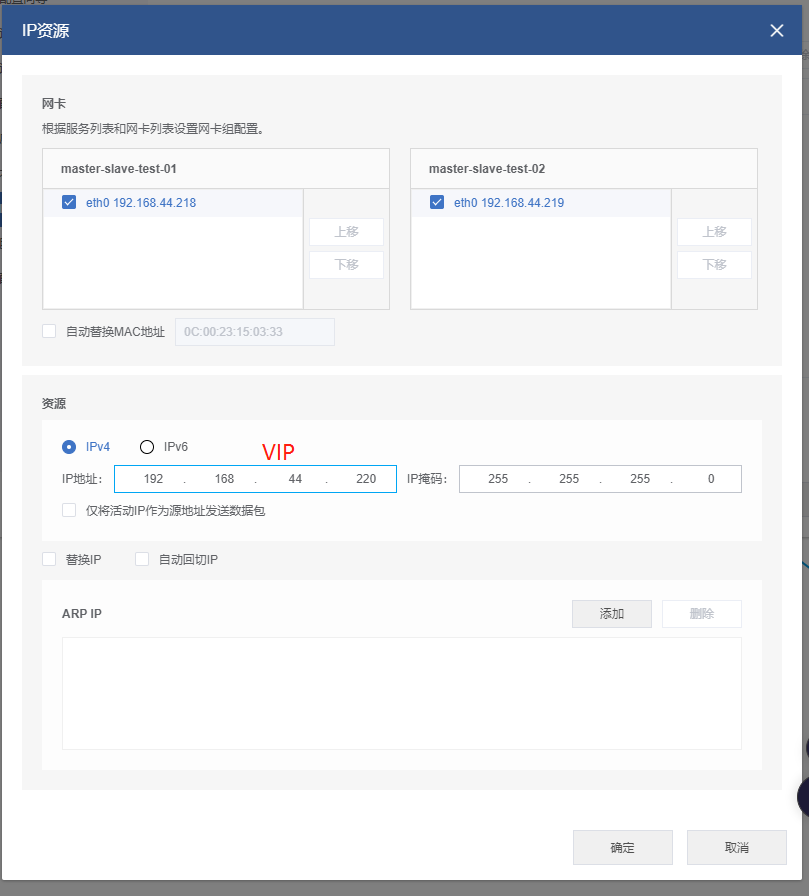 IP资源
网卡
根据服务列表和网卡列表设置网卡组配置。
master-slave-test-01
eth0 192.168.44.218
上移
下移
master-slave-test-02
eth0 192.168.44.219
上移
下移
自动替换MAC地址 0C:00:23:15:03:33
资源
IPv4 IPv6
VIP
IP地址: 192 . 168 . 44 . 220 IP掩码: 255 . 255 . 255 . 0
仅将活动IP作为源地址发送数据包
替换IP 自动回切IP
ARP IP 添加 删除
确定 取消